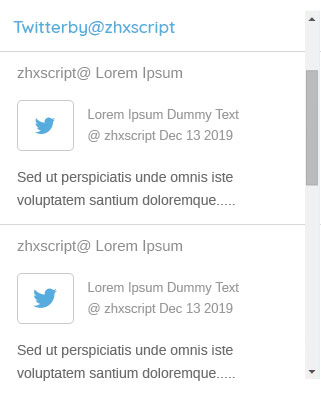 Twitterby@zhxscript
zhxscript@ Lorem Ipsum
Lorem Ipsum Dummy Text
@ zhxscript Dec 13 2019
Sed ut perspiciatis unde omnis iste
voluptatem santium doloremque.....
zhxscript@ Lorem Ipsum
Lorem Ipsum Dummy Text
@ zhxscript Dec 13 2019
Sed ut perspiciatis unde omnis iste
voluptatem santium doloremque.....